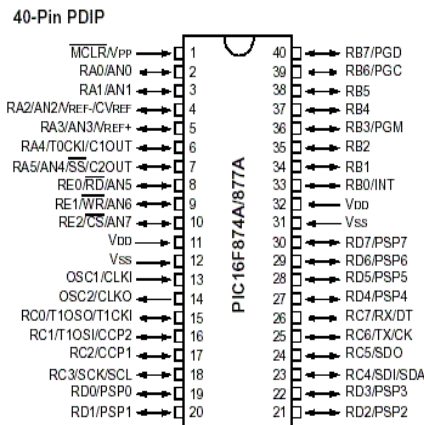 40-Pin PDIP
MCLR/VPP 1 40 RB7/PGD
RA0/AN0 2 39 RB6/PGC
RA1/AN1 3 38 RB5
RA2/AN2/VREF-/CVREF 4 37 RB4
RA3/AN3/VREF+ 5 36 RB3/PGM
RA4/T0CKI/C1OUT 6 35 RB2
RA5/AN4/SS/C2OUT 7 34 RB1
RE0/RD/AN5 8 33 RB0/INT
RE1/WR/AN6 9 32 VDD
RE2/CS/AN7 10 31 VSS
VDD 11 30 RD7/PSP7
VSS 12 29 RD6/PSP6
OSC1/CLKI 13 28 RD5/PSP5
OSC2/CLKO 14 27 RD4/PSP4
RC0/T1OSO/T1CKI 15 26 RC7/RX/DT
RC1/T1OSI/CCP2 16 25 RC6/TX/CK
RC2/CCP1 17 24 RC5/SDO
RC3/SCK/SCL 18 23 RC4/SDI/SDA
RD0/PSP0 19 22 RD3/PSP3
RD1/PSP1 20 21 RD2/PSP2
PIC16F874A/877A